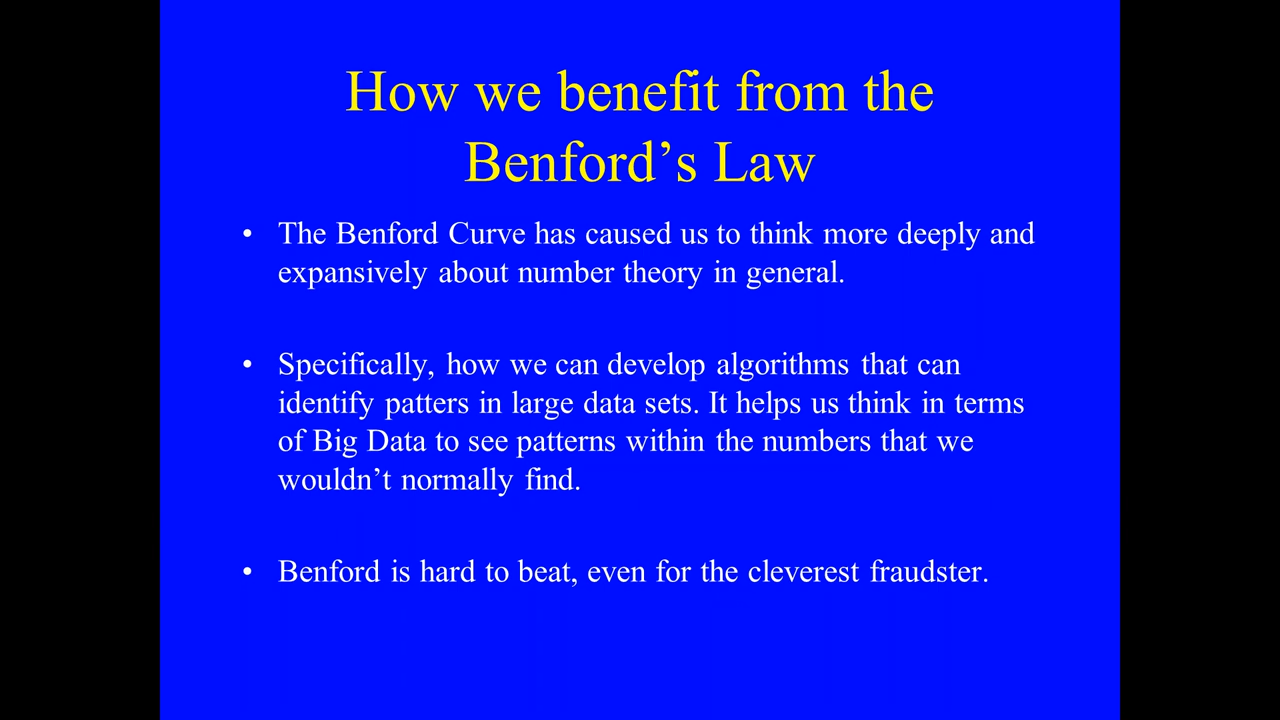 How we benefit from the
Benford’s Law
• The Benford Curve has caused us to think more deeply and
expansively about number theory in general.
• Specifically, how we can develop algorithms that can
identify patters in large data sets. It helps us think in terms
of Big Data to see patterns within the numbers that we
wouldn’t normally find.
• Benford is hard to beat, even for the cleverest fraudster.